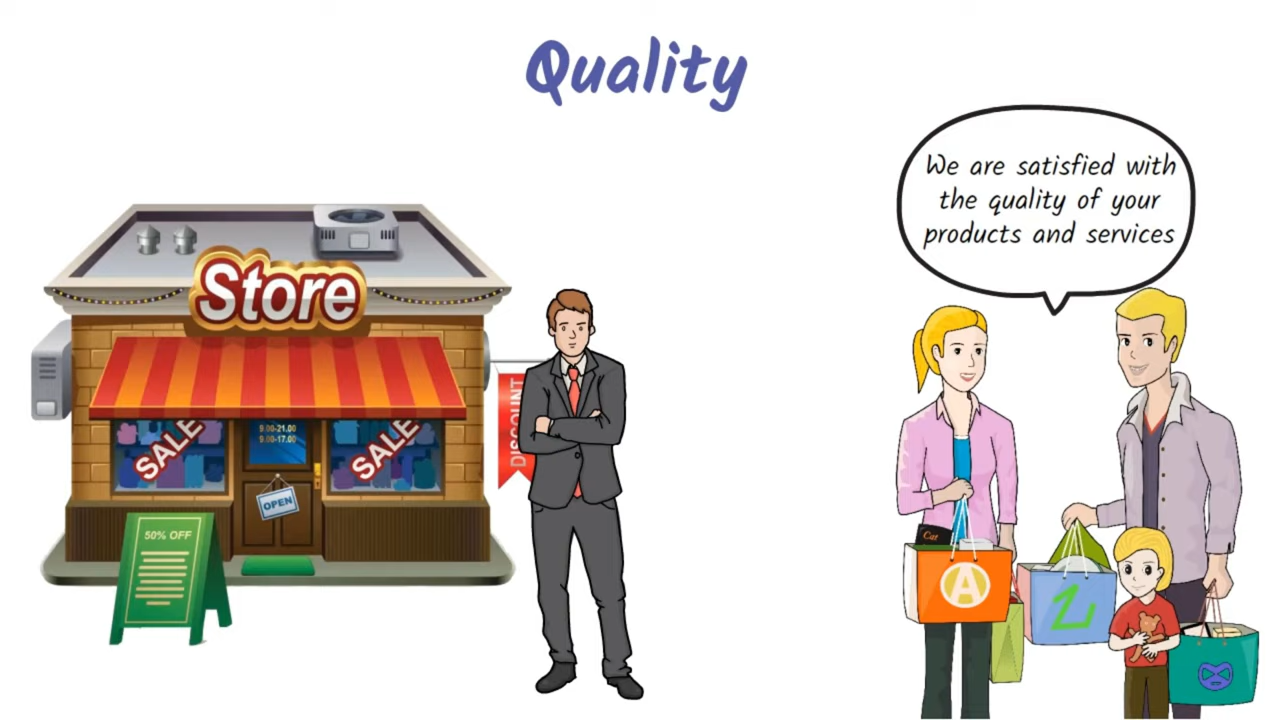 Quality
We are satisfied with
the quality of your
products and services
Store
SALE
9.00-21.00
9.00-17.00
SALE
DISCOUNT
OPEN
50% OFF
Cat
A